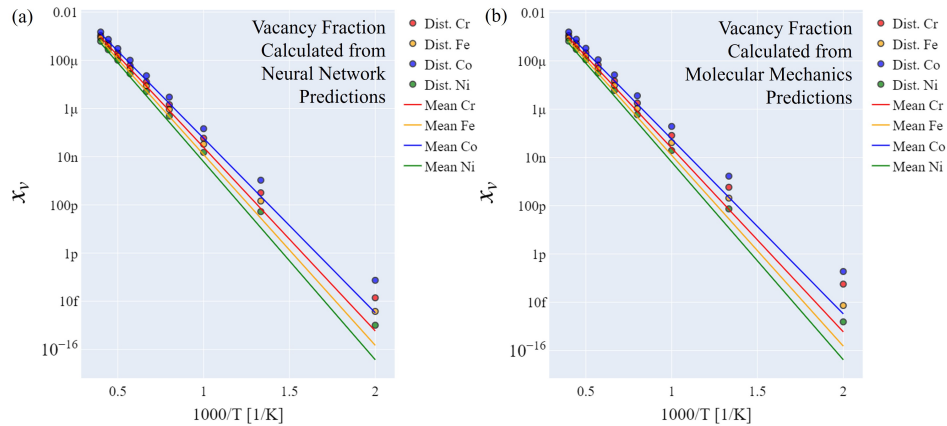 (a)
Vacancy Fraction
Calculated from
Neural Network
Predictions
0.01
100μ
1μ
10n
100p
1p
10f
10−16
xv
0.5
1
1.5
2
1000/T [1/K]
Dist. Cr
Dist. Fe
Dist. Co
Dist. Ni
Mean Cr
Mean Fe
Mean Co
Mean Ni
(b)
Vacancy Fraction
Calculated from
Molecular Mechanics
Predictions
0.01
100μ
1μ
10n
100p
1p
10f
10−16
xv
0.5
1
1.5
2
1000/T [1/K]
Dist. Cr
Dist. Fe
Dist. Co
Dist. Ni
Mean Cr
Mean Fe
Mean Co
Mean Ni